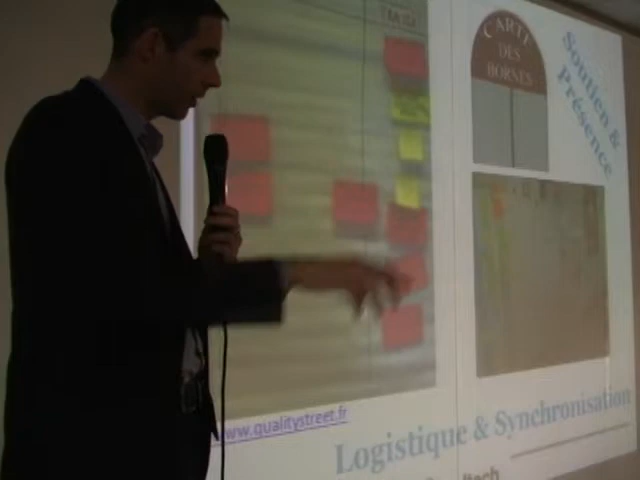 CARTE
DES
BORNES
Soutien &
Présence
www.qualitystreet.fr
Logistique & Synchronisation